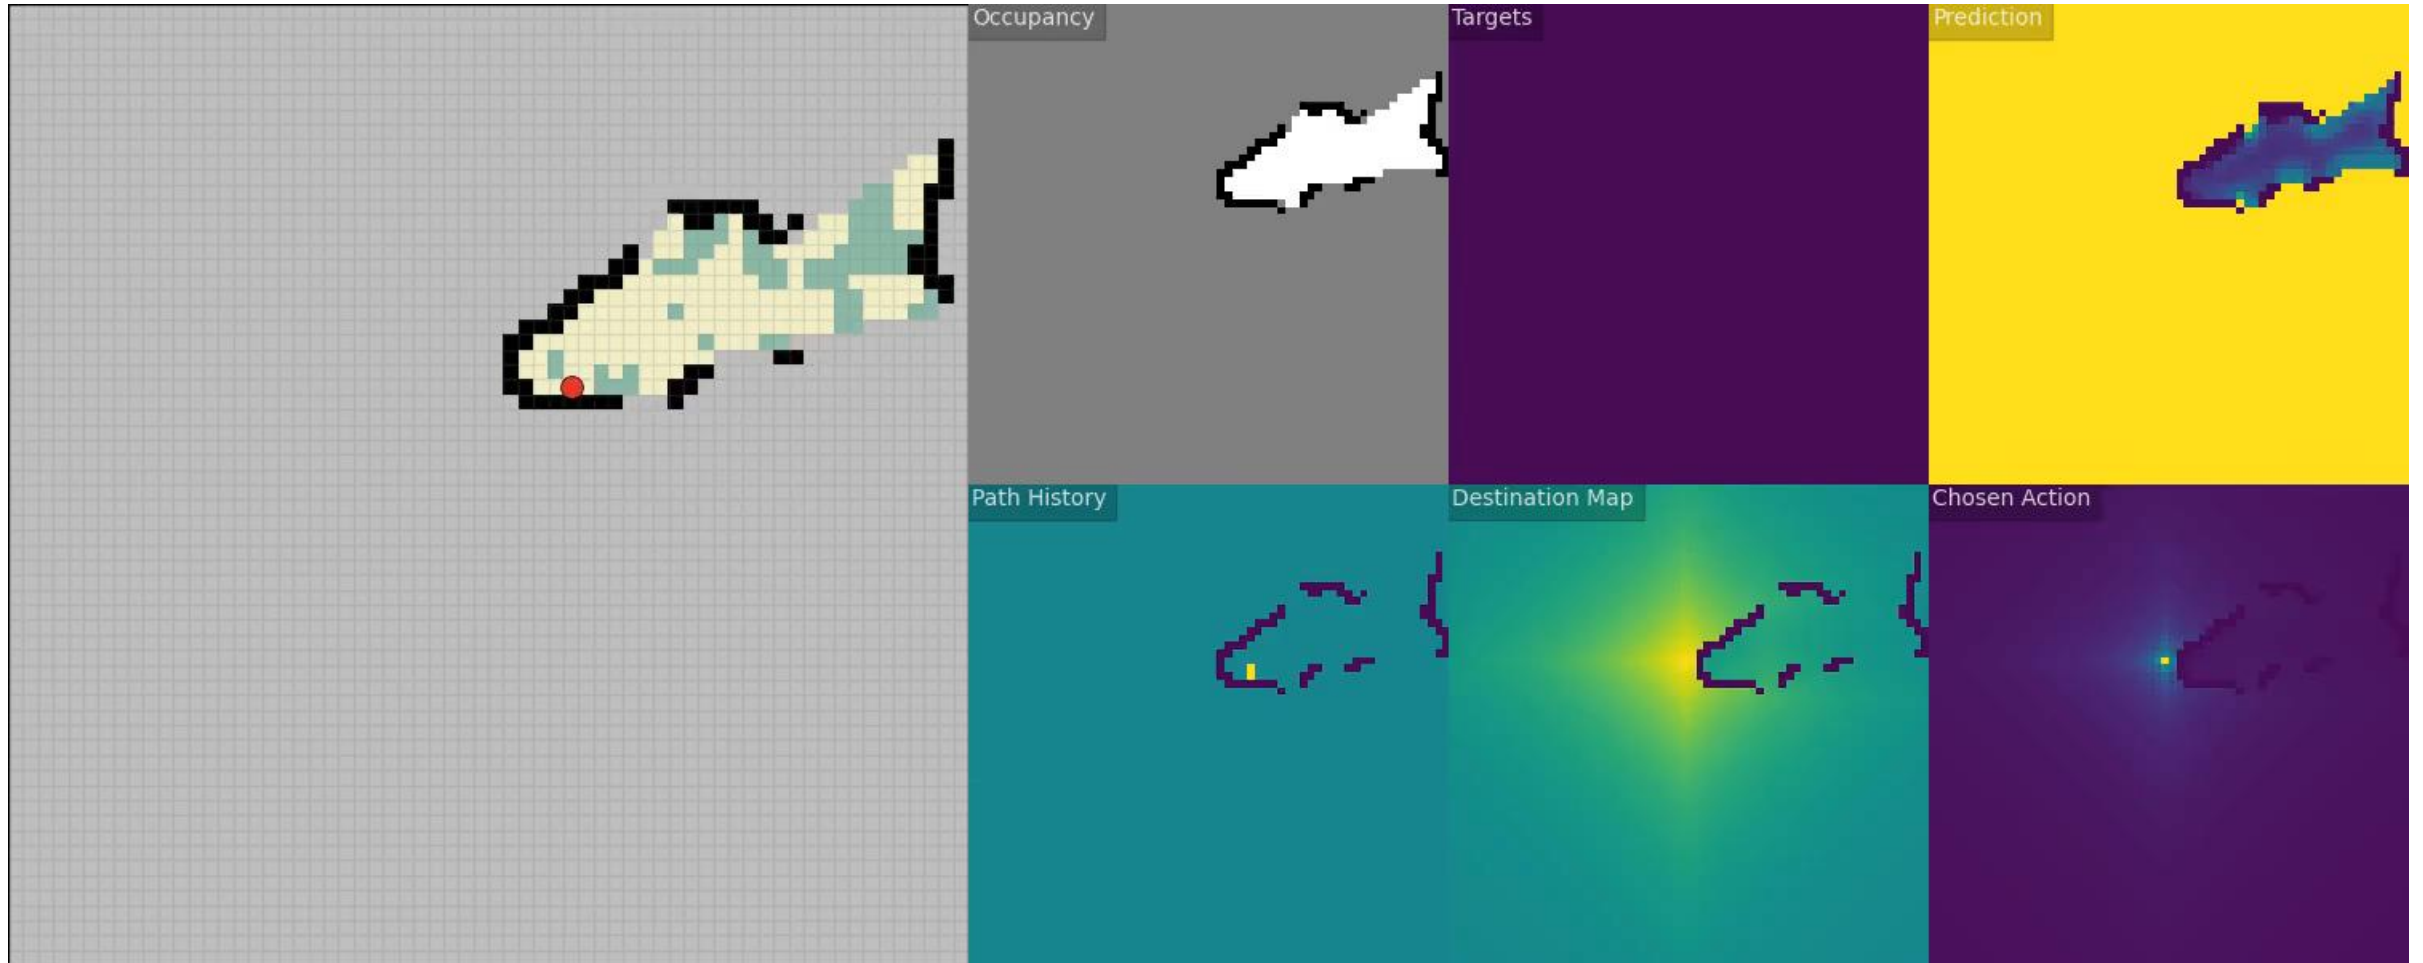 Occupancy
Targets
Prediction
Path History
Destination Map
Chosen Action